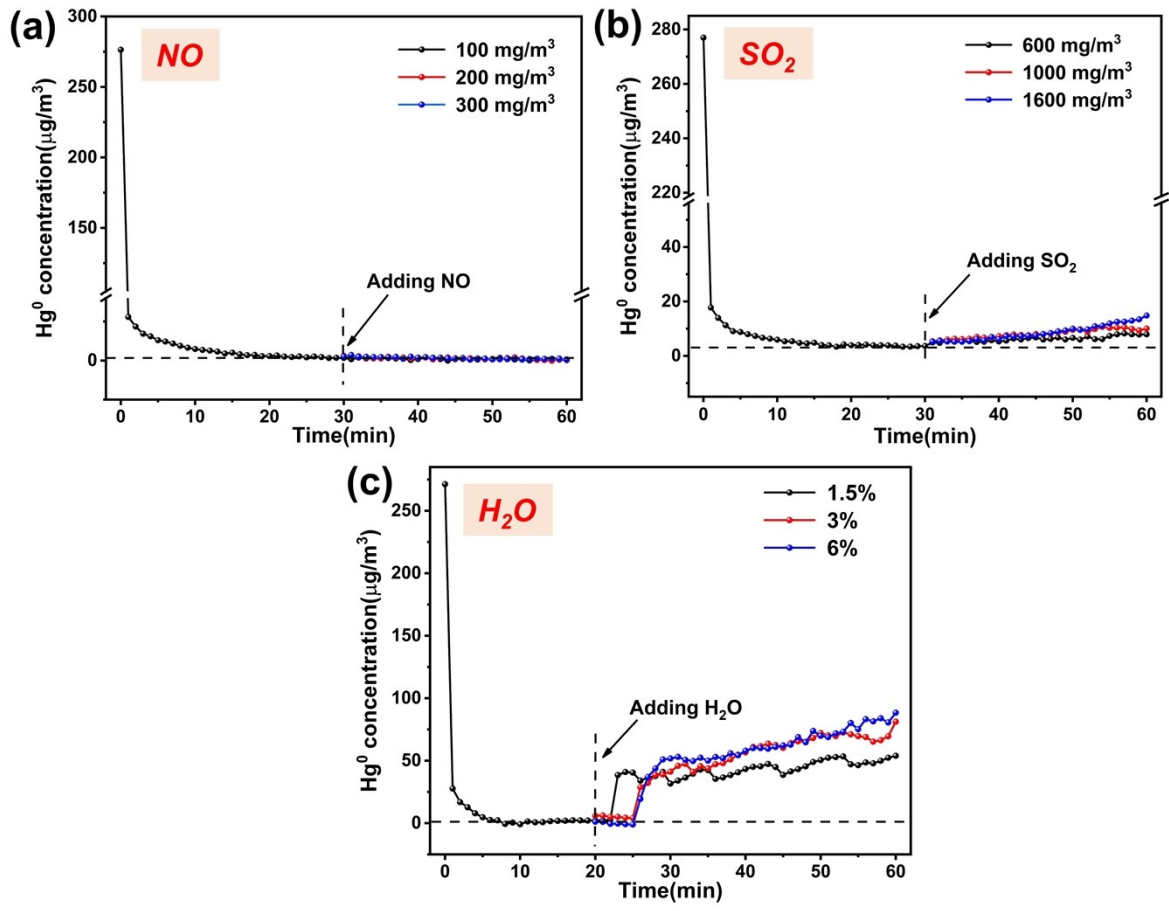 (a)
NO
100 mg/m³
200 mg/m³
300 mg/m³
Adding NO
Hg⁰ concentration(μg/m³)
300
275
250
225
150
0
0 10 20 30 40 50 60
Time(min)
(b)
SO₂
600 mg/m³
1000 mg/m³
1600 mg/m³
Adding SO₂
Hg⁰ concentration(μg/m³)
280
260
240
220
40
20
0
0 10 20 30 40 50 60
Time(min)
(c)
H₂O
1.5%
3%
6%
Adding H₂O
Hg⁰ concentration(μg/m³)
250
200
150
100
50
0
0 10 20 30 40 50 60
Time(min)